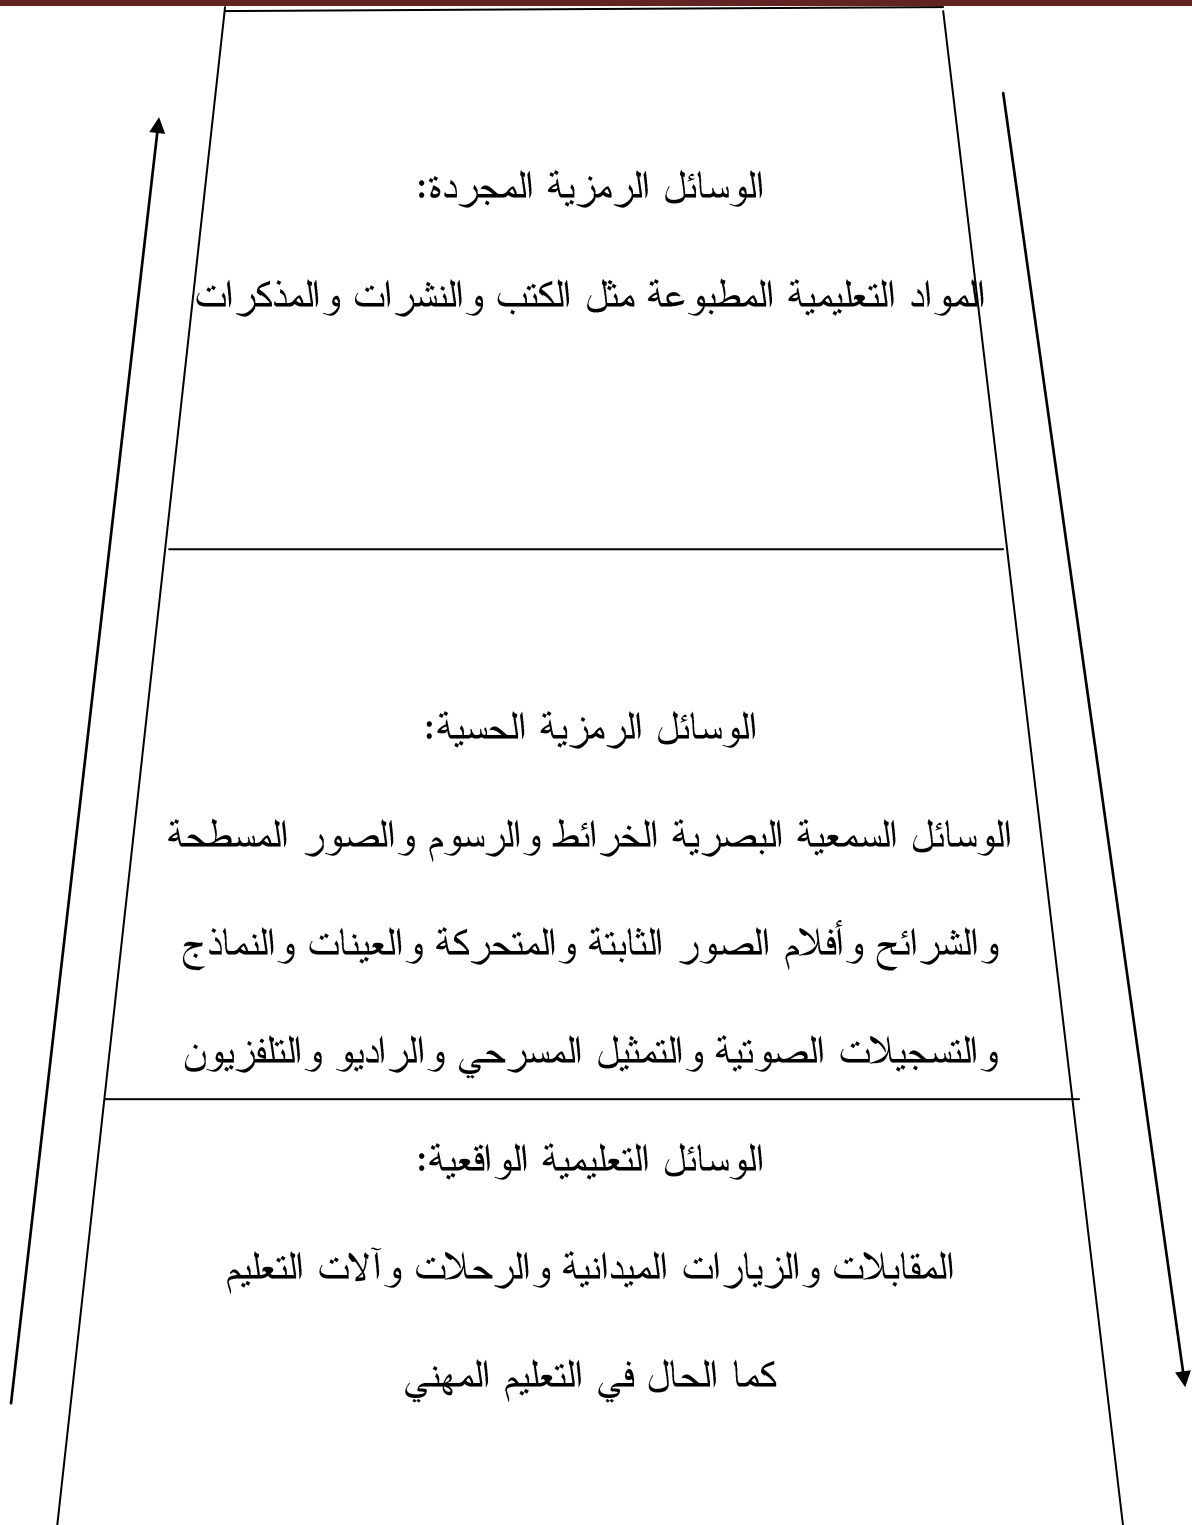 الوسائل الرمزية المجردة:
المواد التعليمية المطبوعة مثل الكتب والنشرات والمذكرات
الوسائل الرمزية الحسية:
الوسائل السمعية البصرية الخرائط والرسوم والصور المسطحة
والشرائح وأفلام الصور الثابتة والمتحركة والعينات والنماذج
والتسجيلات الصوتية والتمثيل المسرحي والراديو والتلفزيون
الوسائل التعليمية الواقعية:
المقابلات والزيارات الميدانية والرحلات وآلات التعليم
كما الحال في التعليم المهني